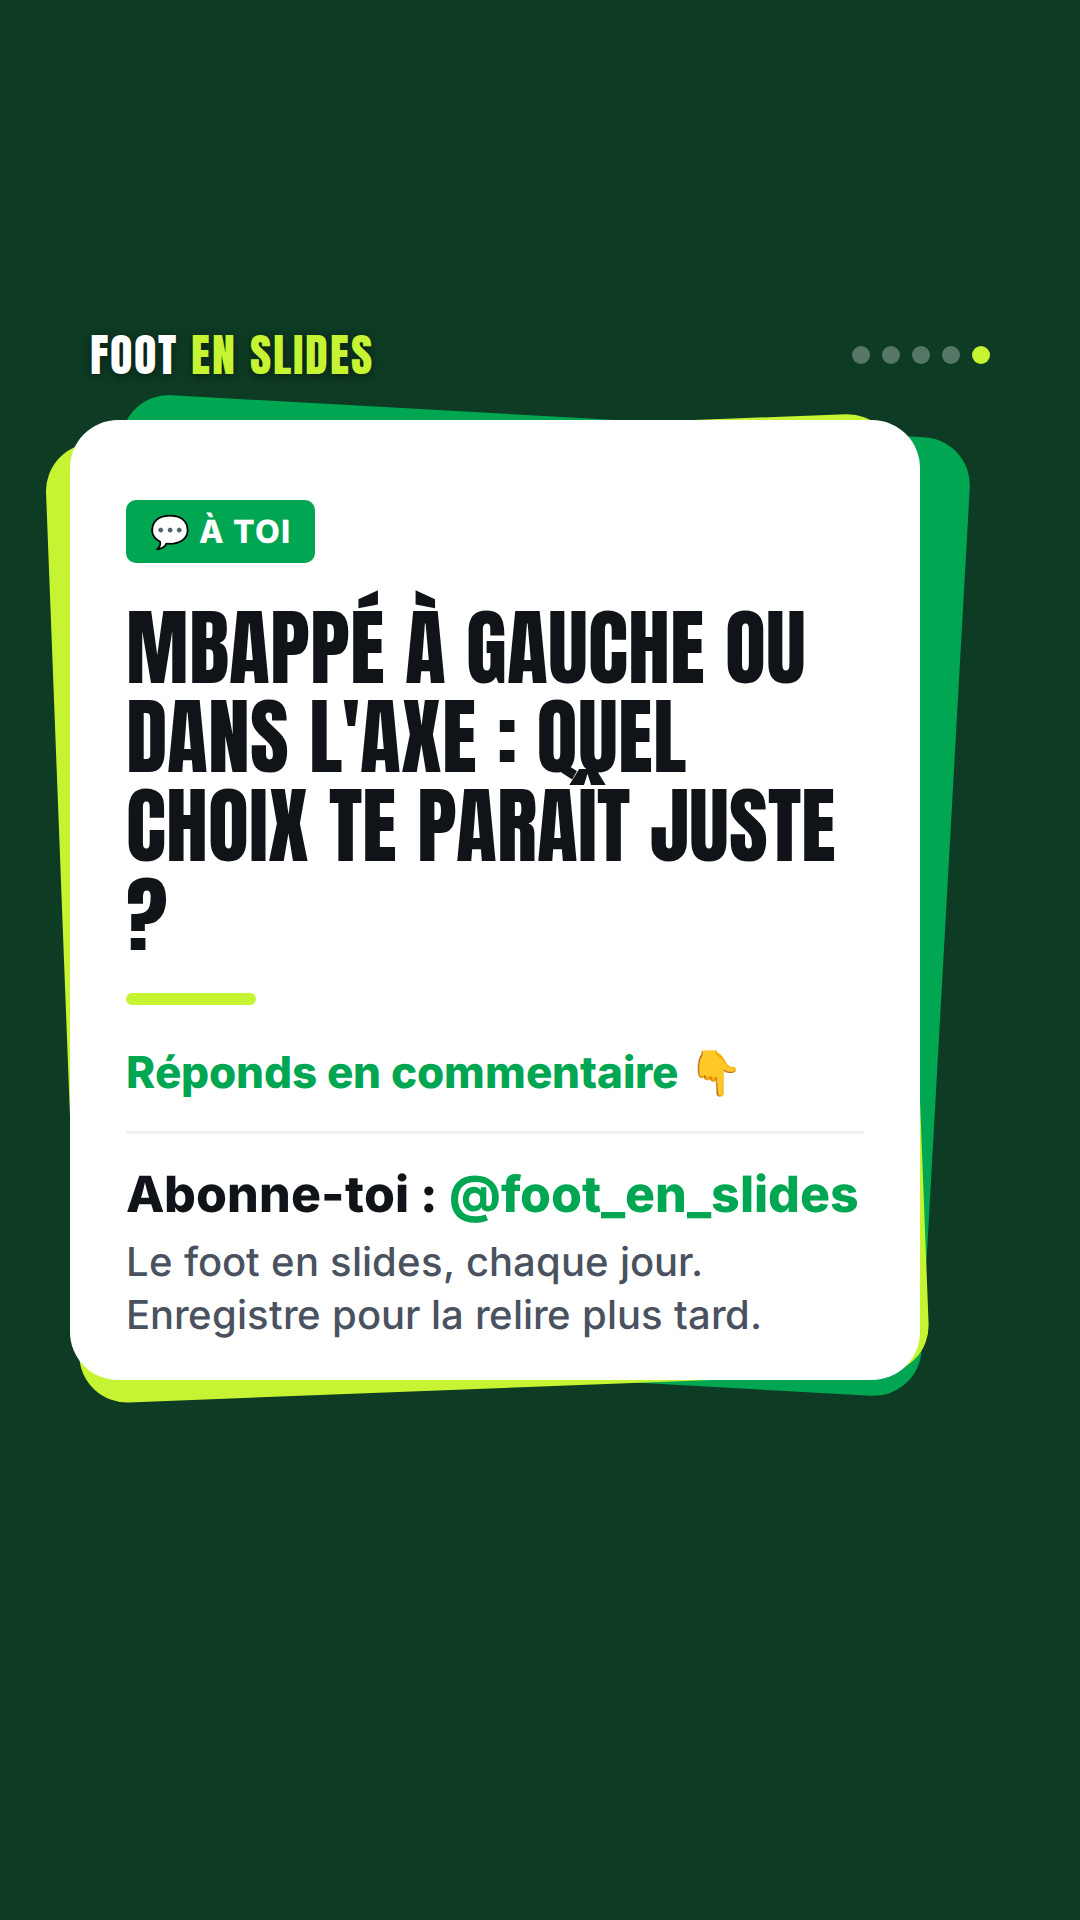 FOOT EN SLIDES
💬 À TOI
MBAPPÉ À GAUCHE OU
DANS L'AXE : QUEL
CHOIX TE PARAÎT JUSTE
?
Réponds en commentaire 👇
Abonne-toi : @foot_en_slides
Le foot en slides, chaque jour.
Enregistre pour la relire plus tard.